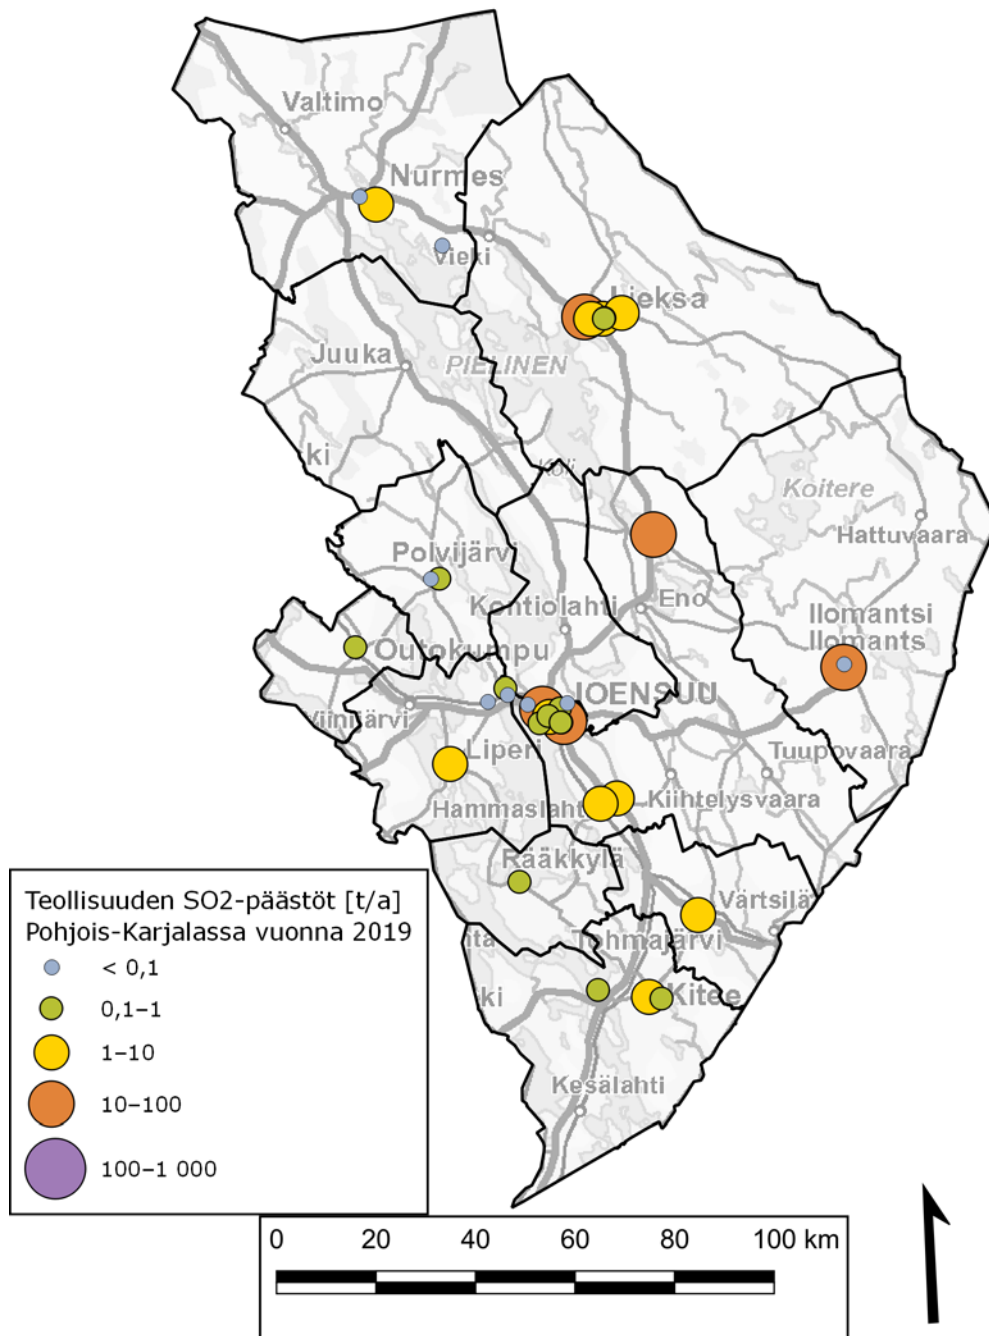 Valtimo
Nurmes
Vieki
Lieksa
Juuka
PIELINEN
ki
Koli
Koitere
Hattuvaara
Polvijärvi
Kontiolahti
Eno
Ilomantsi
Ilomants
Outokumpu
JOENSUU
Viinijärvi
Liperi
Tuupovaara
Hammaslahti
Kiihtelysvaara
Rääkkylä
Värtsilä
Tohmajärvi
ki
Kitee
Kesälahti
Teollisuuden SO2-päästöt [t/a]
Pohjois-Karjalassa vuonna 2019
< 0,1
0,1–1
1–10
10–100
100–1 000
0 20 40 60 80 100 km